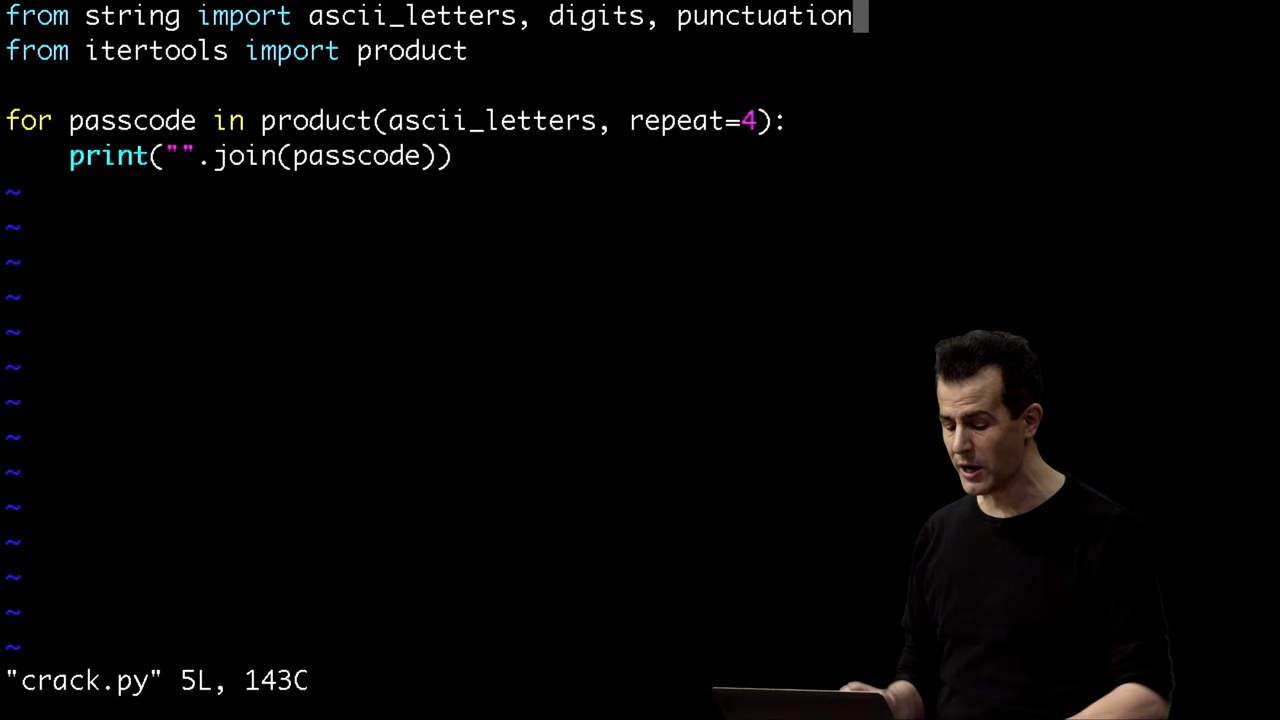 from string import ascii_letters, digits, punctuation
from itertools import product
for passcode in product(ascii_letters, repeat=4):
print("".join(passcode))
~
~
~
~
~
~
~
~
~
~
~
~
~
~
"crack.py" 5L, 143C